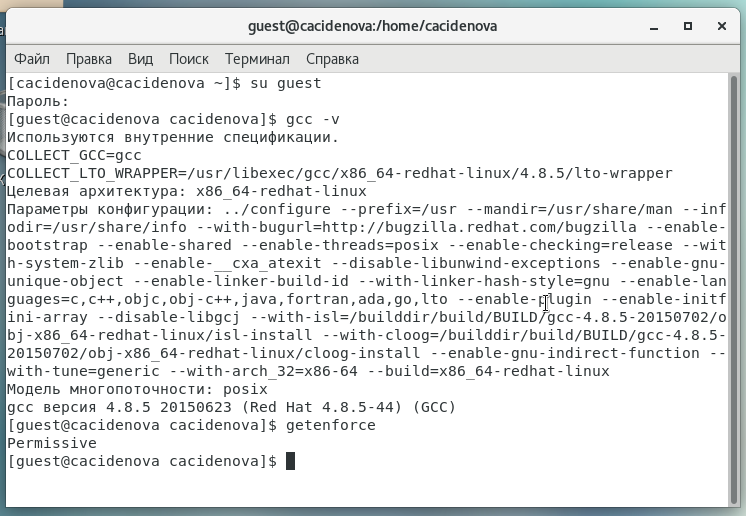 guest@cacidenova:/home/cacidenova
Файл Правка Вид Поиск Терминал Справка
[cacidenova@cacidenova ~]$ su guest
Пароль:
[guest@cacidenova cacidenova]$ gcc -v
Используются внутренние спецификации.
COLLECT_GCC=gcc
COLLECT_LTO_WRAPPER=/usr/libexec/gcc/x86_64-redhat-linux/4.8.5/lto-wrapper
Целевая архитектура: x86_64-redhat-linux
Параметры конфигурации: ../configure --prefix=/usr --mandir=/usr/share/man --inf
odir=/usr/share/info --with-bugurl=http://bugzilla.redhat.com/bugzilla --enable-
bootstrap --enable-shared --enable-threads=posix --enable-checking=release --wit
h-system-zlib --enable-__cxa_atexit --disable-libunwind-exceptions --enable-gnu-
unique-object --enable-linker-build-id --with-linker-hash-style=gnu --enable-lan
guages=c,c++,objc,obj-c++,java,fortran,ada,go,lto --enable-plugin --enable-initf
ini-array --disable-libgcj --with-isl=/builddir/build/BUILD/gcc-4.8.5-20150702/o
bj-x86_64-redhat-linux/isl-install --with-cloog=/builddir/build/BUILD/gcc-4.8.5-
20150702/obj-x86_64-redhat-linux/cloog-install --enable-gnu-indirect-function --
with-tune=generic --with-arch_32=x86-64 --build=x86_64-redhat-linux
Модель многопоточности: posix
gcc версия 4.8.5 20150623 (Red Hat 4.8.5-44) (GCC)
[guest@cacidenova cacidenova]$ getenforce
Permissive
[guest@cacidenova cacidenova]$